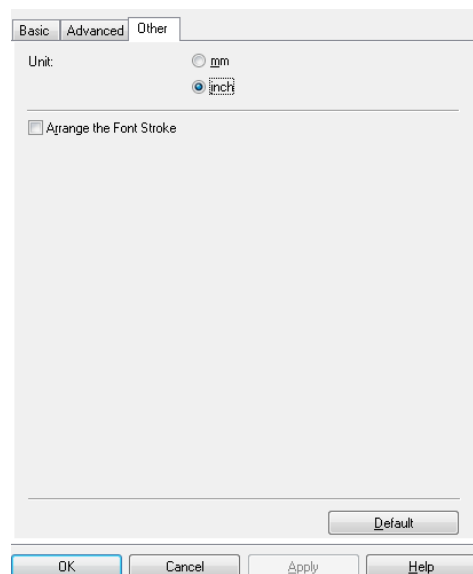 Basic Advanced Other
Unit: mm
inch
Arrange the Font Stroke
Default
OK Cancel Apply Help